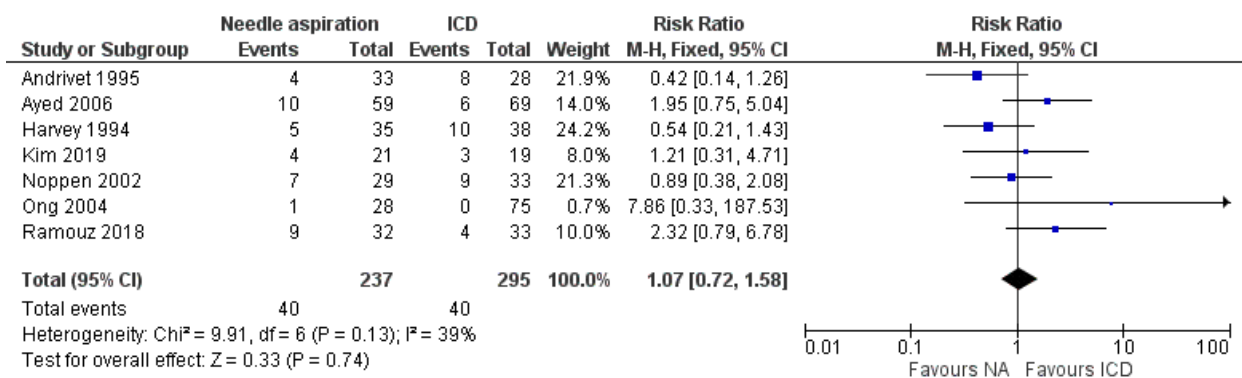 Needle aspiration ICD Risk Ratio Risk Ratio
Study or Subgroup Events Total Events Total Weight M-H, Fixed, 95% CI M-H, Fixed, 95% CI
Andrivet 1995 4 33 8 28 21.9% 0.42 [0.14, 1.26]
Ayed 2006 10 59 6 69 14.0% 1.95 [0.75, 5.04]
Harvey 1994 5 35 10 38 24.2% 0.54 [0.21, 1.43]
Kim 2019 4 21 3 19 8.0% 1.21 [0.31, 4.71]
Noppen 2002 7 29 9 33 21.3% 0.89 [0.38, 2.08]
Ong 2004 1 28 0 75 0.7% 7.86 [0.33, 187.53]
Ramouz 2018 9 32 4 33 10.0% 2.32 [0.79, 6.78]
Total (95% CI) 237 295 100.0% 1.07 [0.72, 1.58]
Total events 40 40
Heterogeneity: Chi² = 9.91, df = 6 (P = 0.13); I² = 39%
Test for overall effect: Z = 0.33 (P = 0.74)
0.01 0.1 1 10 100
Favours NA Favours ICD